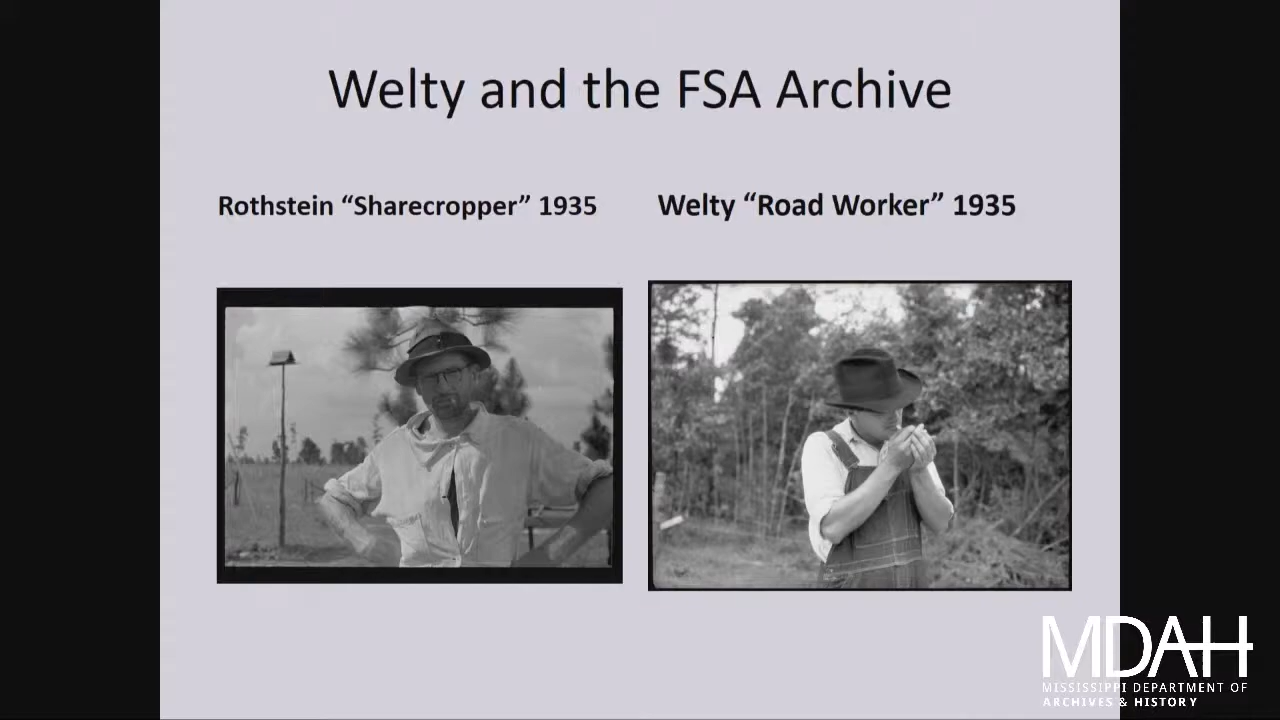 Welty and the FSA Archive
Rothstein “Sharecropper” 1935
Welty “Road Worker” 1935
MDAH
MISSISSIPPI DEPARTMENT OF
ARCHIVES & HISTORY